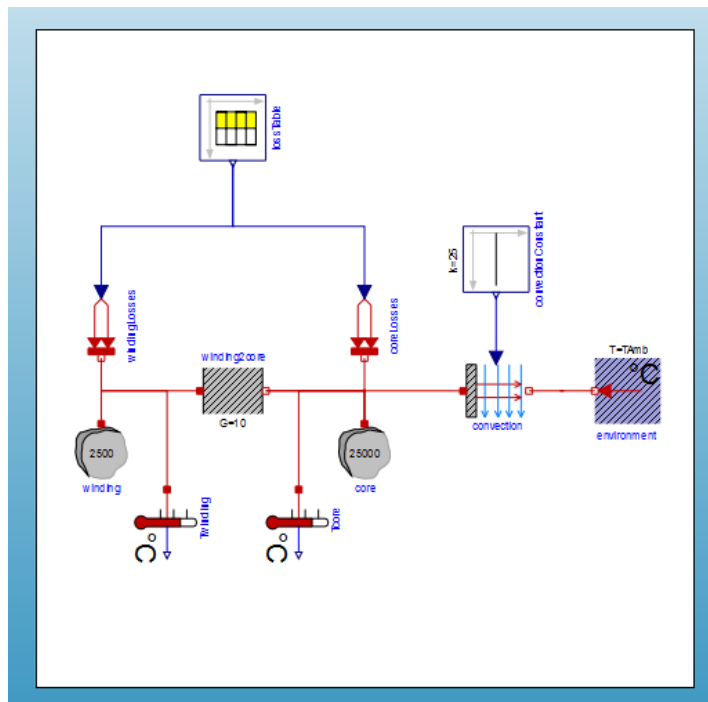 lossTable
k=25
convectionConstant
windingLosses
coreLosses
winding2core
T=TAmb
°C
G=10
convection
environment
2500
25000
winding
core
Twinding
Tcore
°C
°C